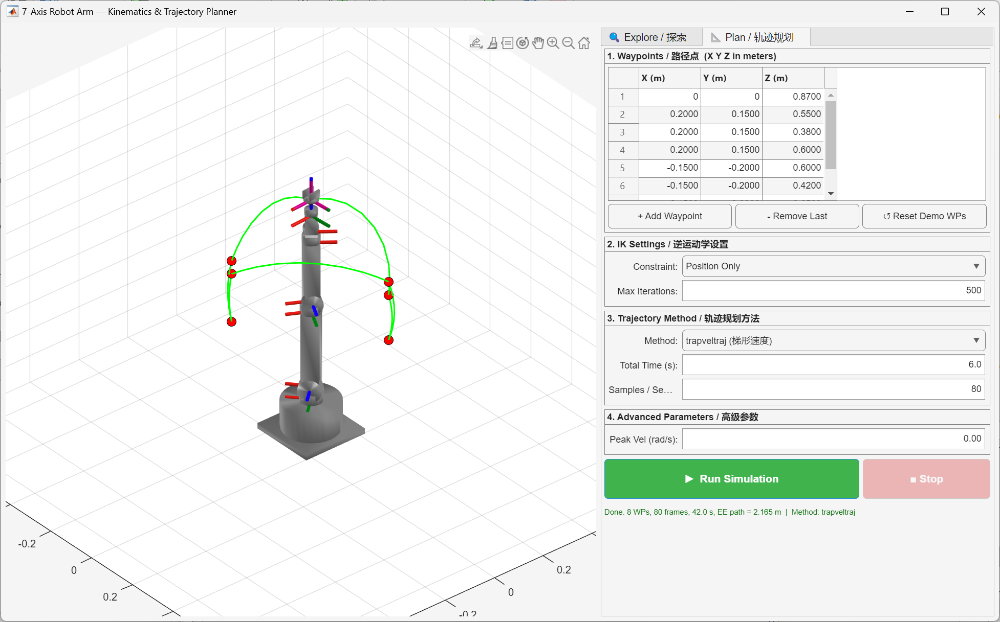 7-Axis Robot Arm — Kinematics & Trajectory Planner
Explore / 探索
Plan / 轨迹规划
1. Waypoints / 路径点 (X Y Z in meters)
X (m) Y (m) Z (m)
1 0 0 0.8700
2 0.2000 0.1500 0.5500
3 0.2000 0.1500 0.3800
4 0.2000 0.1500 0.6000
5 -0.1500 -0.2000 0.6000
6 -0.1500 -0.2000 0.4200
+ Add Waypoint
- Remove Last
↺ Reset Demo WPs
2. IK Settings / 逆运动学设置
Constraint: Position Only
Max Iterations: 500
3. Trajectory Method / 轨迹规划方法
Method: trapveltraj (梯形速度)
Total Time (s): 6.0
Samples / Se... 80
4. Advanced Parameters / 高级参数
Peak Vel (rad/s): 0.00
▶ Run Simulation
■ Stop
Done. 8 WPs, 80 frames, 42.0 s, EE path = 2.165 m | Method: trapveltraj
-0.2
0
0.2
0.2
0
-0.2